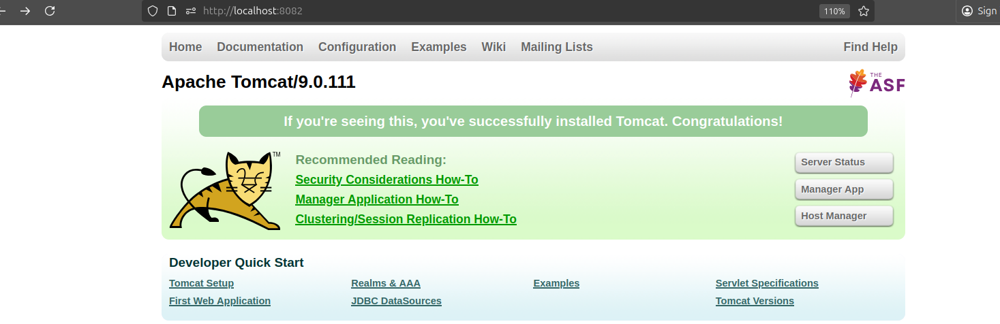 http://localhost:8082 110% Sign
Home Documentation Configuration Examples Wiki Mailing Lists Find Help
Apache Tomcat/9.0.111
THE
ASF
If you're seeing this, you've successfully installed Tomcat. Congratulations!
TM
Recommended Reading:
Security Considerations How-To
Manager Application How-To
Clustering/Session Replication How-To
Server Status
Manager App
Host Manager
Developer Quick Start
Tomcat Setup Realms & AAA Examples Servlet Specifications
First Web Application JDBC DataSources Tomcat Versions